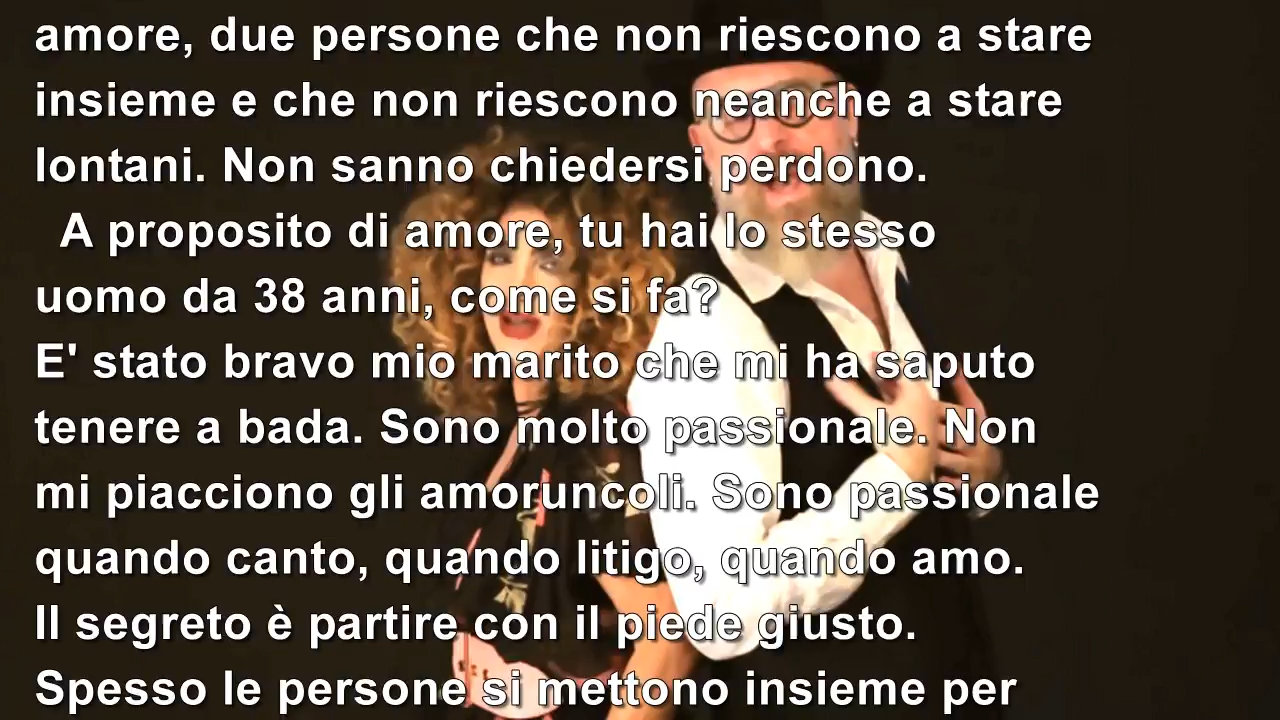 amore, due persone che non riescono a stare
insieme e che non riescono neanche a stare
lontani. Non sanno chiedersi perdono.
A proposito di amore, tu hai lo stesso
uomo da 38 anni, come si fa?
E' stato bravo mio marito che mi ha saputo
tenere a bada. Sono molto passionale. Non
mi piacciono gli amoruncoli. Sono passionale
quando canto, quando litigo, quando amo.
Il segreto è partire con il piede giusto.
Spesso le persone si mettono insieme per